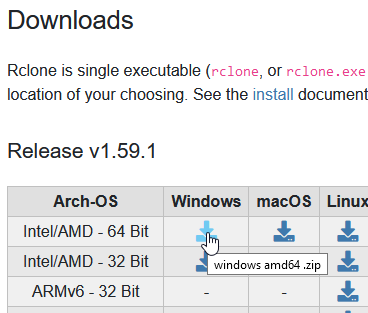 Downloads
Rclone is single executable (rclone, or rclone.exe
location of your choosing. See the install document
Release v1.59.1
Arch-OS Windows macOS Linux
Intel/AMD - 64 Bit
Intel/AMD - 32 Bit
windows amd64 .zip
ARMv6 - 32 Bit - -